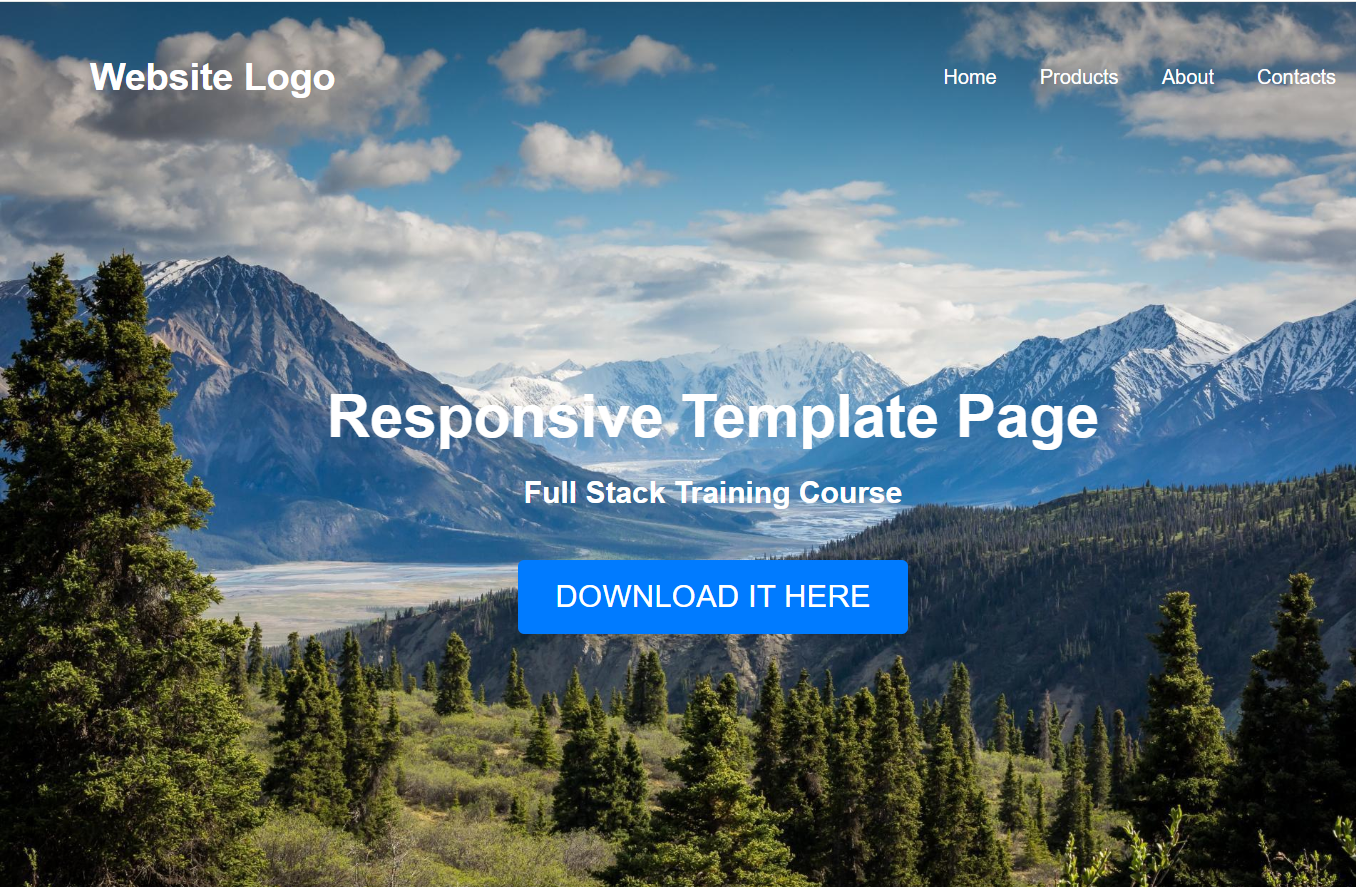 Website Logo
Home Products About Contacts
Responsive Template Page
Full Stack Training Course
DOWNLOAD IT HERE